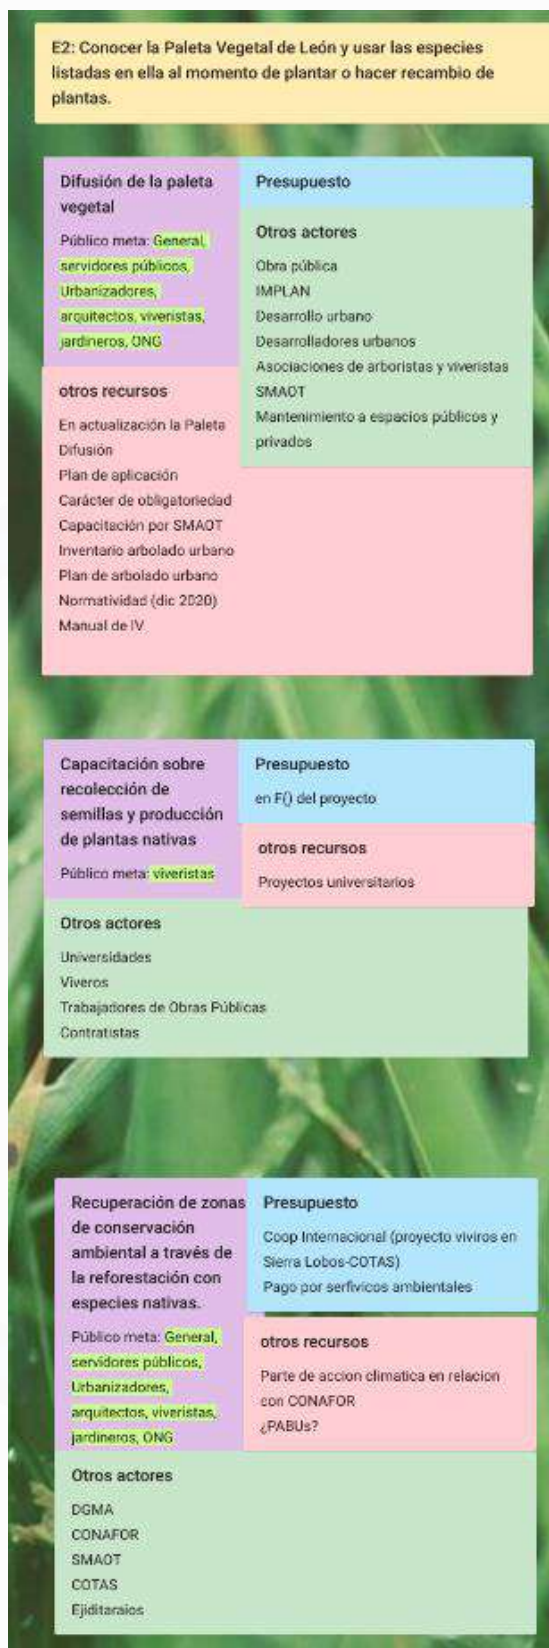 E2: Conocer la Paleta Vegetal de León y usar las especies
listadas en ella al momento de plantar o hacer recambio de
plantas.
Difusión de la paleta
vegetal
Público meta: General,
servidores públicos,
Urbanizadores,
arquitectos, viveristas,
jardineros, ONG
Presupuesto
Otros actores
Obra pública
IMPLAN
Desarrollo urbano
Desarrolladores urbanos
Asociaciones de arboristas y viveristas
SMAOT
Mantenimiento a espacios públicos y
privados
otros recursos
En actualización la Paleta
Difusión
Plan de aplicación
Carácter de obligatoriedad
Capacitación por SMAOT
Inventario arbolado urbano
Plan de arbolado urbano
Normatividad (dic 2020)
Manual de IV
Capacitación sobre
recolección de
semillas y producción
de plantas nativas
Público meta: viveristas
Presupuesto
en F() del proyecto
otros recursos
Proyectos universitarios
Otros actores
Universidades
Viveros
Trabajadores de Obras Públicas
Contratistas
Recuperación de zonas
de conservación
ambiental a través de
la reforestación con
especies nativas.
Público meta: General,
servidores públicos,
Urbanizadores,
arquitectos, viveristas,
jardineros, ONG
Presupuesto
Coop Internacional (proyecto viviros en
Sierra Lobos-COTAS)
Pago por serfivicos ambientales
otros recursos
Parte de accion climatica en relacion
con CONAFOR
¿PABUs?
Otros actores
DGMA
CONAFOR
SMAOT
COTAS
Ejiditaraios